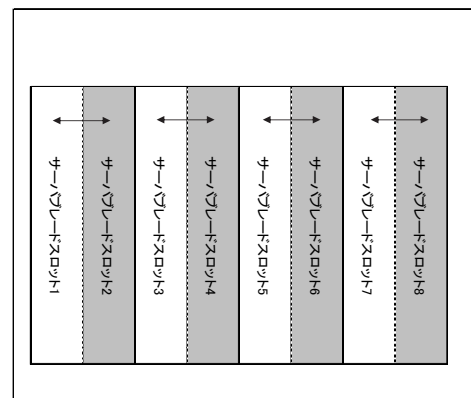 サーバブレードスロット1
サーバブレードスロット2
サーバブレードスロット3
サーバブレードスロット4
サーバブレードスロット5
サーバブレードスロット6
サーバブレードスロット7
サーバブレードスロット8